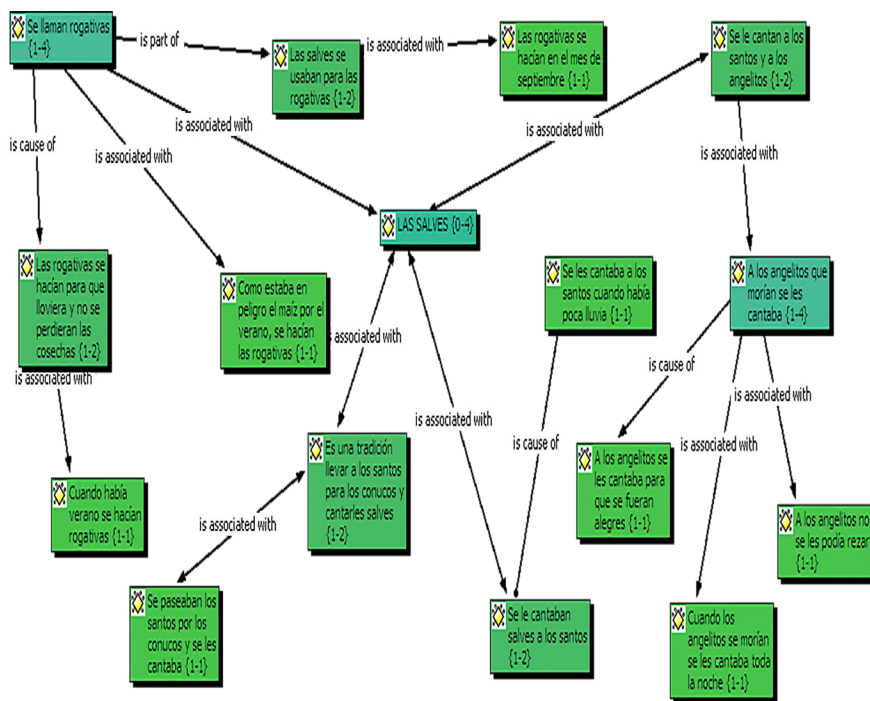 Se llaman rogativas
{1-4}
is part of
Las salves se
usaban para las
rogativas {1-2}
is associated with
Las rogativas se
hacían en el mes de
septiembre {1-1}
Se le cantan a los
santos y a los
angelitos {1-2}
is cause of
is associated with
is associated with
is associated with
is associated with
LAS SALVES {0-4}
Las rogativas se
hacían para que
lloviera y no se
perdieran las
cosechas {1-2}
Como estaba en
peligro el maíz por el
verano, se hacían
las rogativas {1-1}
Se les cantaba a los
santos cuando había
poca lluvia {1-1}
A los angelitos que
morían se les
cantaba {1-4}
is associated with
is associated with
is cause of
is associated with
is cause of
is associated with
Cuando había
verano se hacían
rogativas {1-1}
is associated with
Es una tradición
llevar a los santos
para los conucos y
cantarles salves
{1-2}
A los angelitos se
les cantaba para
que se fueran
alegres {1-1}
A los angelitos no
se les podía rezar
{1-1}
Se paseaban los
santos por los
conucos y se les
cantaba {1-1}
Se le cantaban
salves a los santos
{1-2}
Cuando los
angelitos se morían
se les cantaba toda
la noche {1-1}